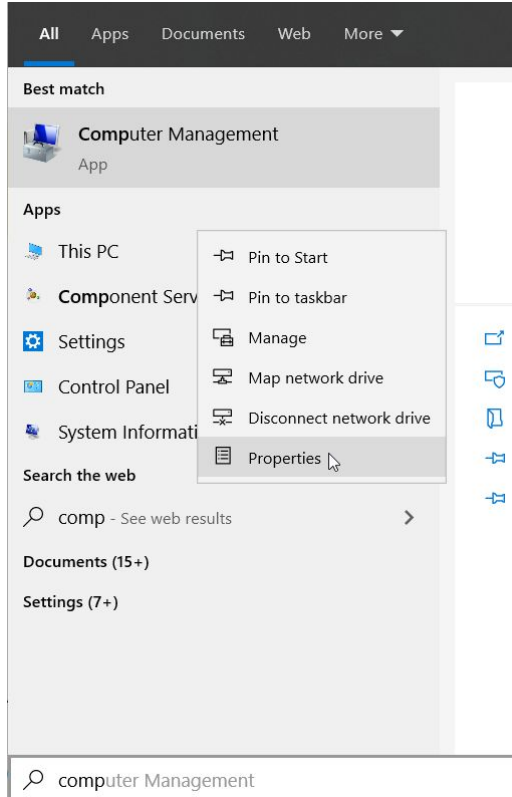 All Apps Documents Web More
Best match
Computer Management
App
Apps
This PC
Component Serv
Settings
Control Panel
System Informati
Pin to Start
Pin to taskbar
Manage
Map network drive
Disconnect network drive
Properties
Search the web
comp - See web results
Documents (15+)
Settings (7+)
computer Management